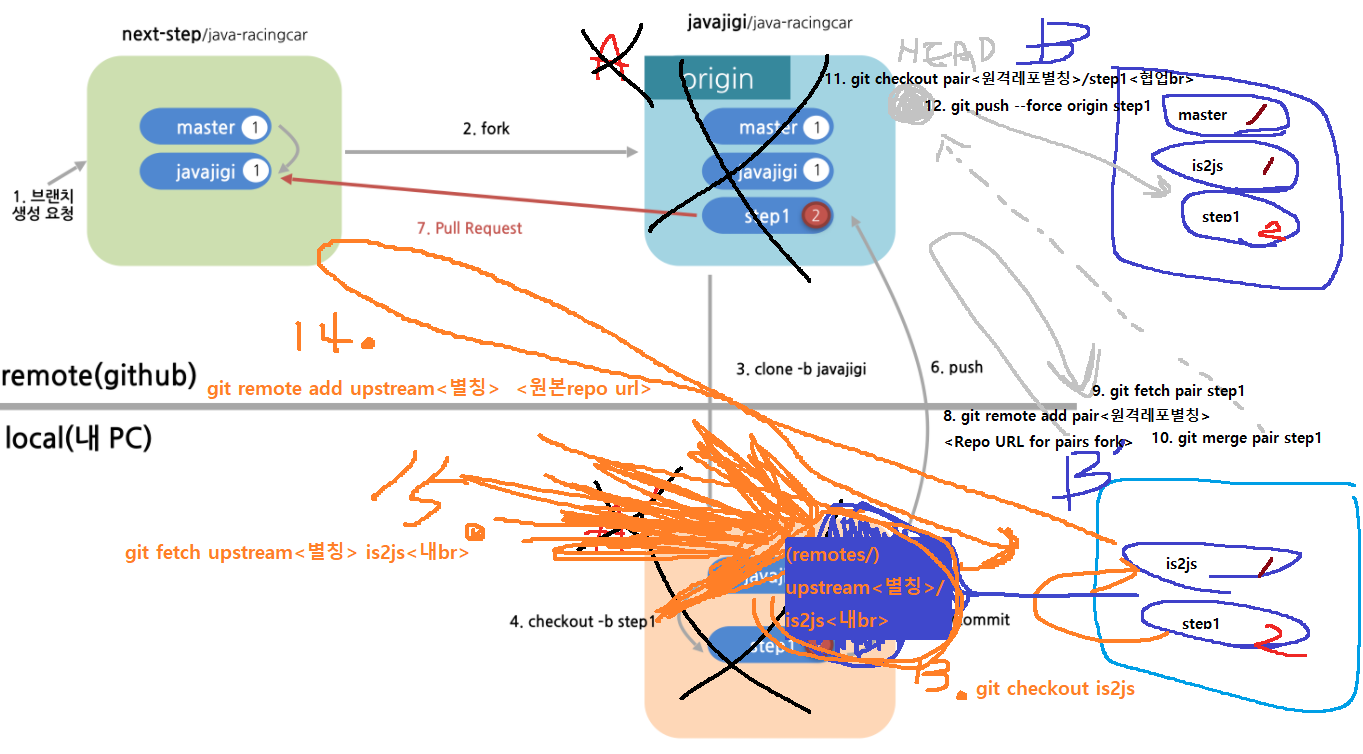 next-step/java-racingcar
javajigi/java-racingcar
A
origin
HEAD
B
11. git checkout pair<원격레포별칭>/step1<협업br>
12. git push --force origin step1
master 1
javajigi 1
2. fork
master 1
javajigi 1
step1 2
master 1
is2js 1
step1 2
1. 브랜치
생성 요청
7. Pull Request
14.
remote(github)
git remote add upstream<별칭> <원본repo url>
3. clone -b javajigi
6. push
9. git fetch pair step1
local(내 PC)
8. git remote add pair<원격레포별칭>
<Repo URL for pairs fork>
10. git merge pair step1
B'
15.
git fetch upstream<별칭> is2js<내br>
(remotes/)
upstream<별칭>/
is2js<내br>
javaj
is2js 1
4. checkout -b step1
step1
ommit
step1 2
13.
git checkout is2js